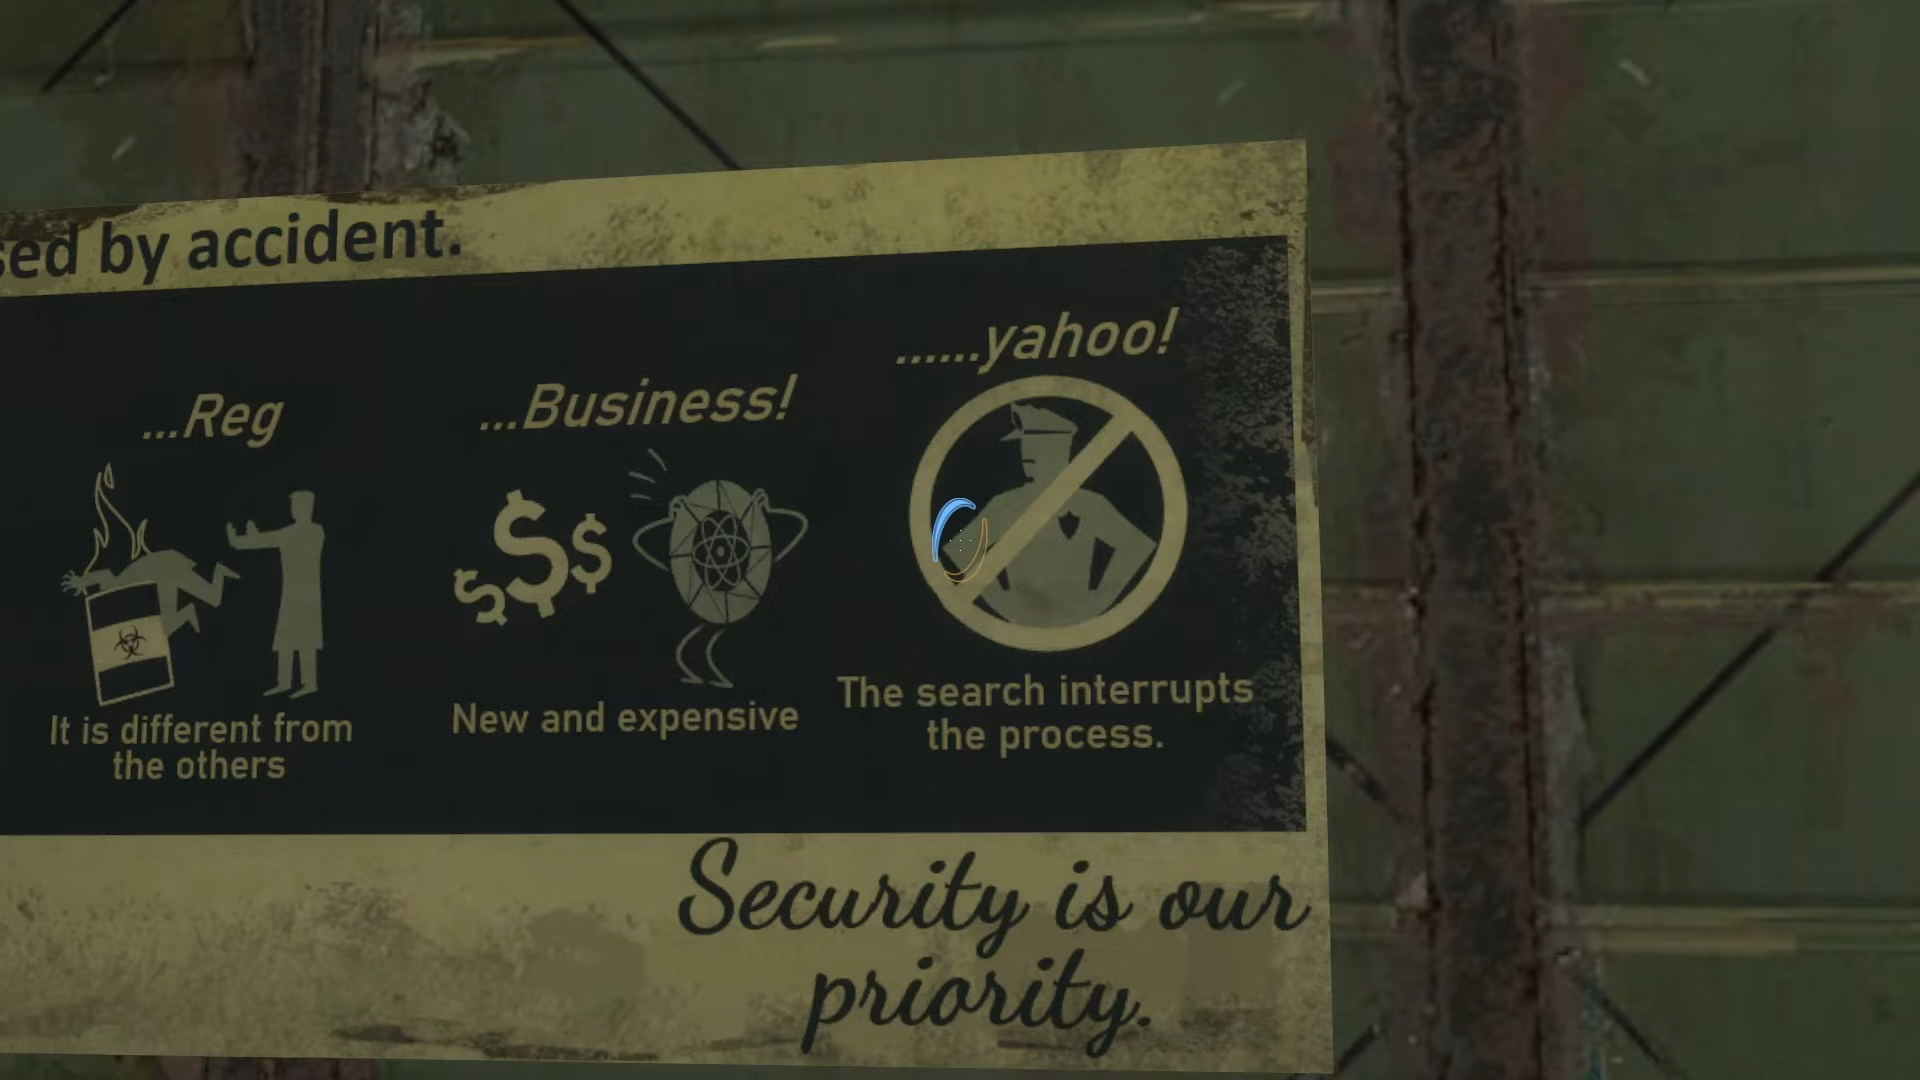 sed by accident.
...Reg
...Business!
......yahoo!
It is different from
the others
New and expensive
The search interrupts
the process.
Security is our
priority.